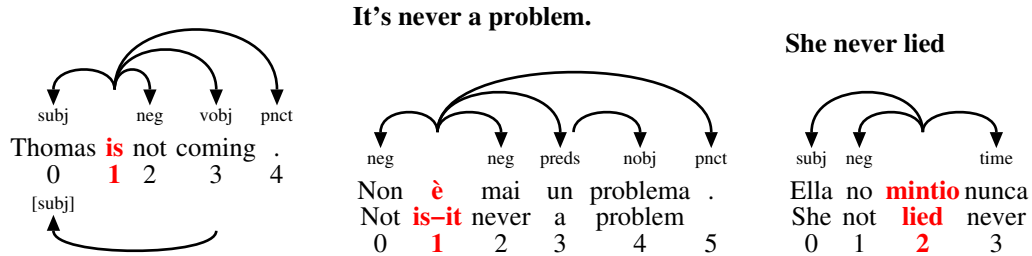 subj neg vobj pnct
Thomas is not coming .
0 1 2 3 4
[subj]
It's never a problem.
neg neg preds nobj pnct
Non è mai un problema .
Not is–it never a problem
0 1 2 3 4 5
She never lied
subj neg time
Ella no mintio nunca
She not lied never
0 1 2 3